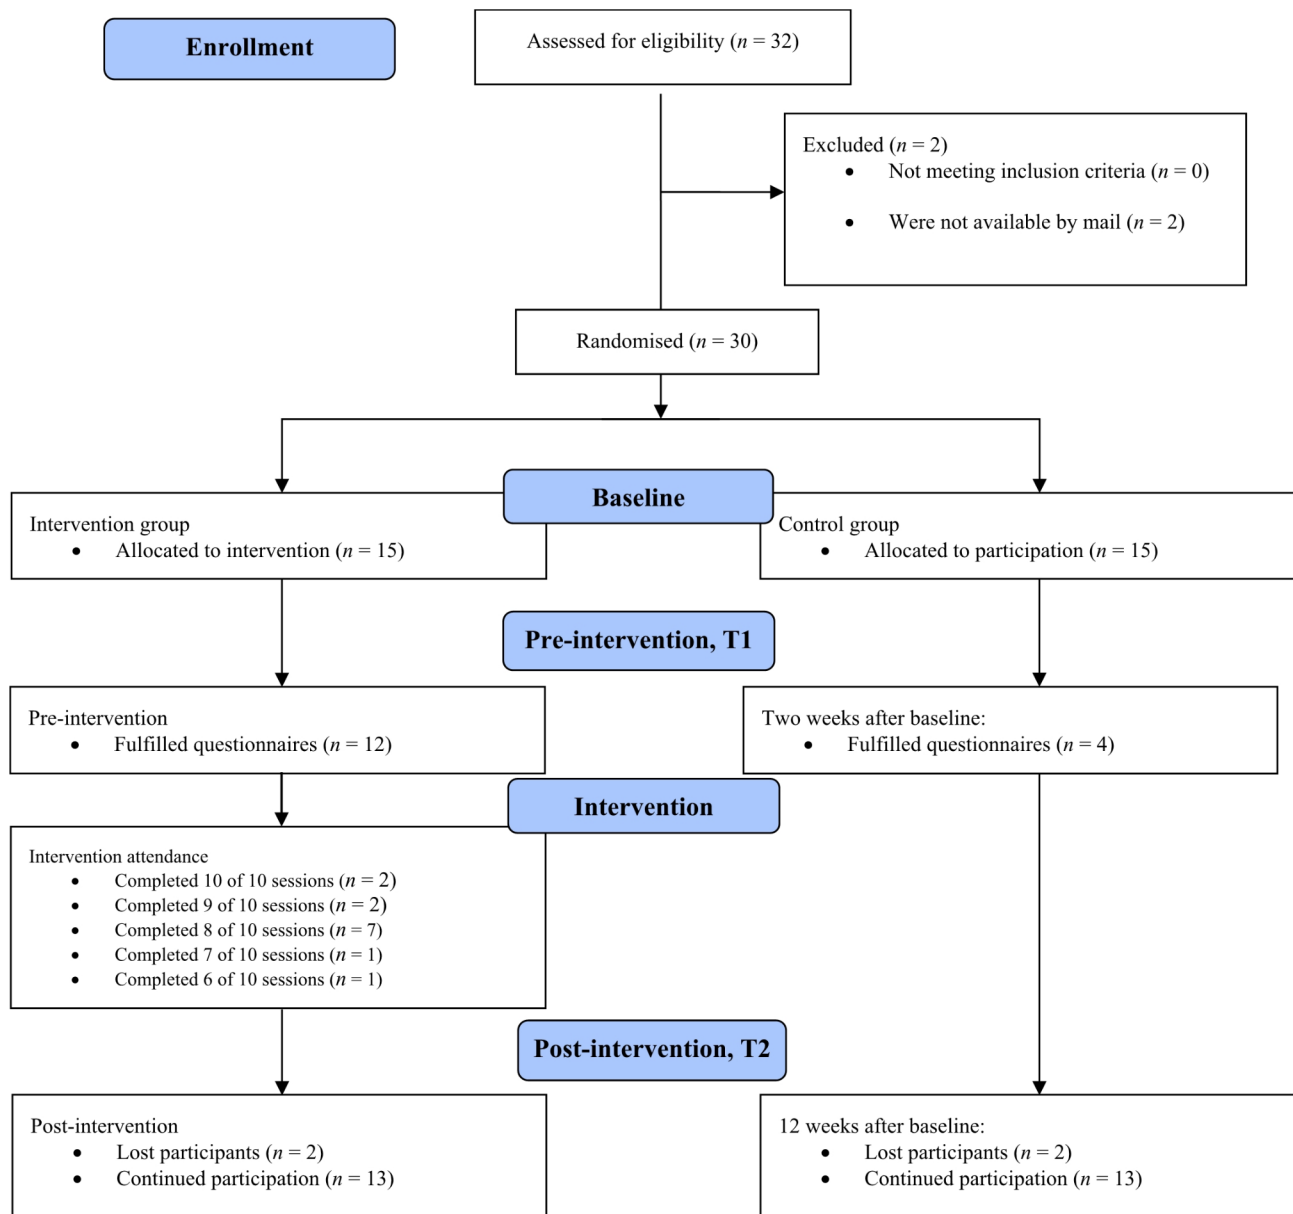 Enrollment
Assessed for eligibility (n = 32)
Excluded (n = 2)
• Not meeting inclusion criteria (n = 0)
• Were not available by mail (n = 2)
Randomised (n = 30)
Baseline
Intervention group
• Allocated to intervention (n = 15)
Control group
• Allocated to participation (n = 15)
Pre-intervention, T1
Pre-intervention
• Fulfilled questionnaires (n = 12)
Two weeks after baseline:
• Fulfilled questionnaires (n = 4)
Intervention
Intervention attendance
• Completed 10 of 10 sessions (n = 2)
• Completed 9 of 10 sessions (n = 2)
• Completed 8 of 10 sessions (n = 7)
• Completed 7 of 10 sessions (n = 1)
• Completed 6 of 10 sessions (n = 1)
Post-intervention, T2
Post-intervention
• Lost participants (n = 2)
• Continued participation (n = 13)
12 weeks after baseline:
• Lost participants (n = 2)
• Continued participation (n = 13)